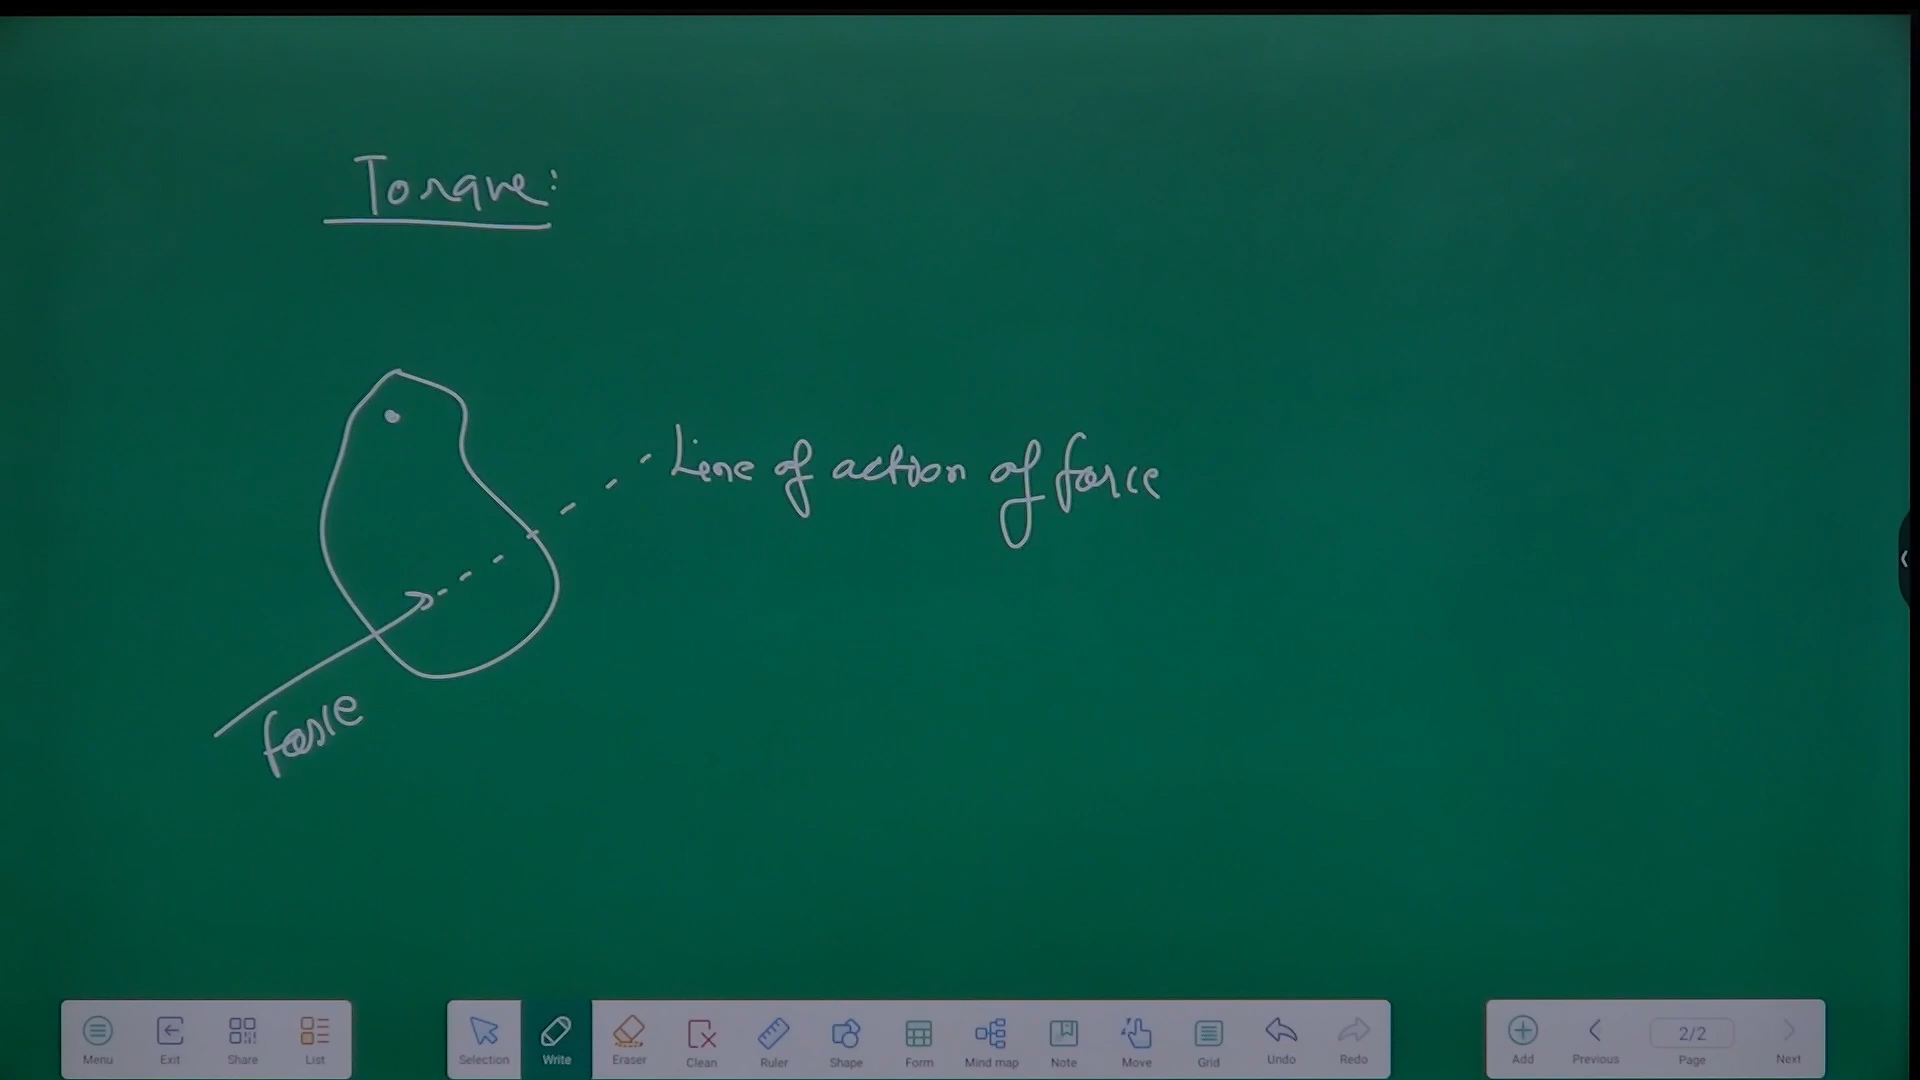 Torque:
Line of action of force
force
Menu Exit Share List Selection Write Eraser Clean Ruler Shape Form Mind map Note Move Grid Undo Redo Add Previous 2/2 Page Next